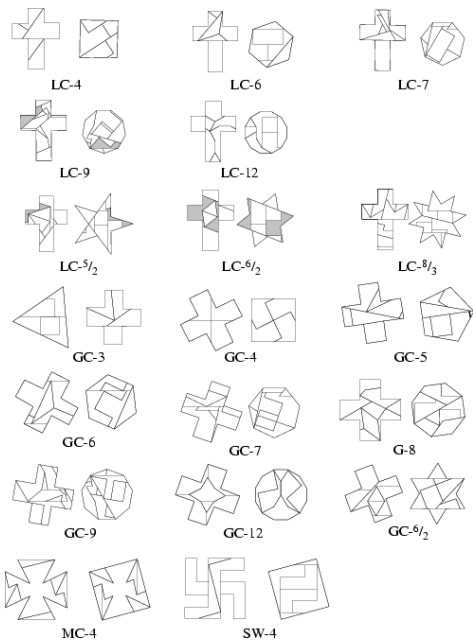 LC-4 LC-6 LC-7
LC-9 LC-12
LC-5/2 LC-6/2 LC-8/3
GC-3 GC-4 GC-5
GC-6 GC-7 G-8
GC-9 GC-12 GC-6/2
MC-4 SW-4